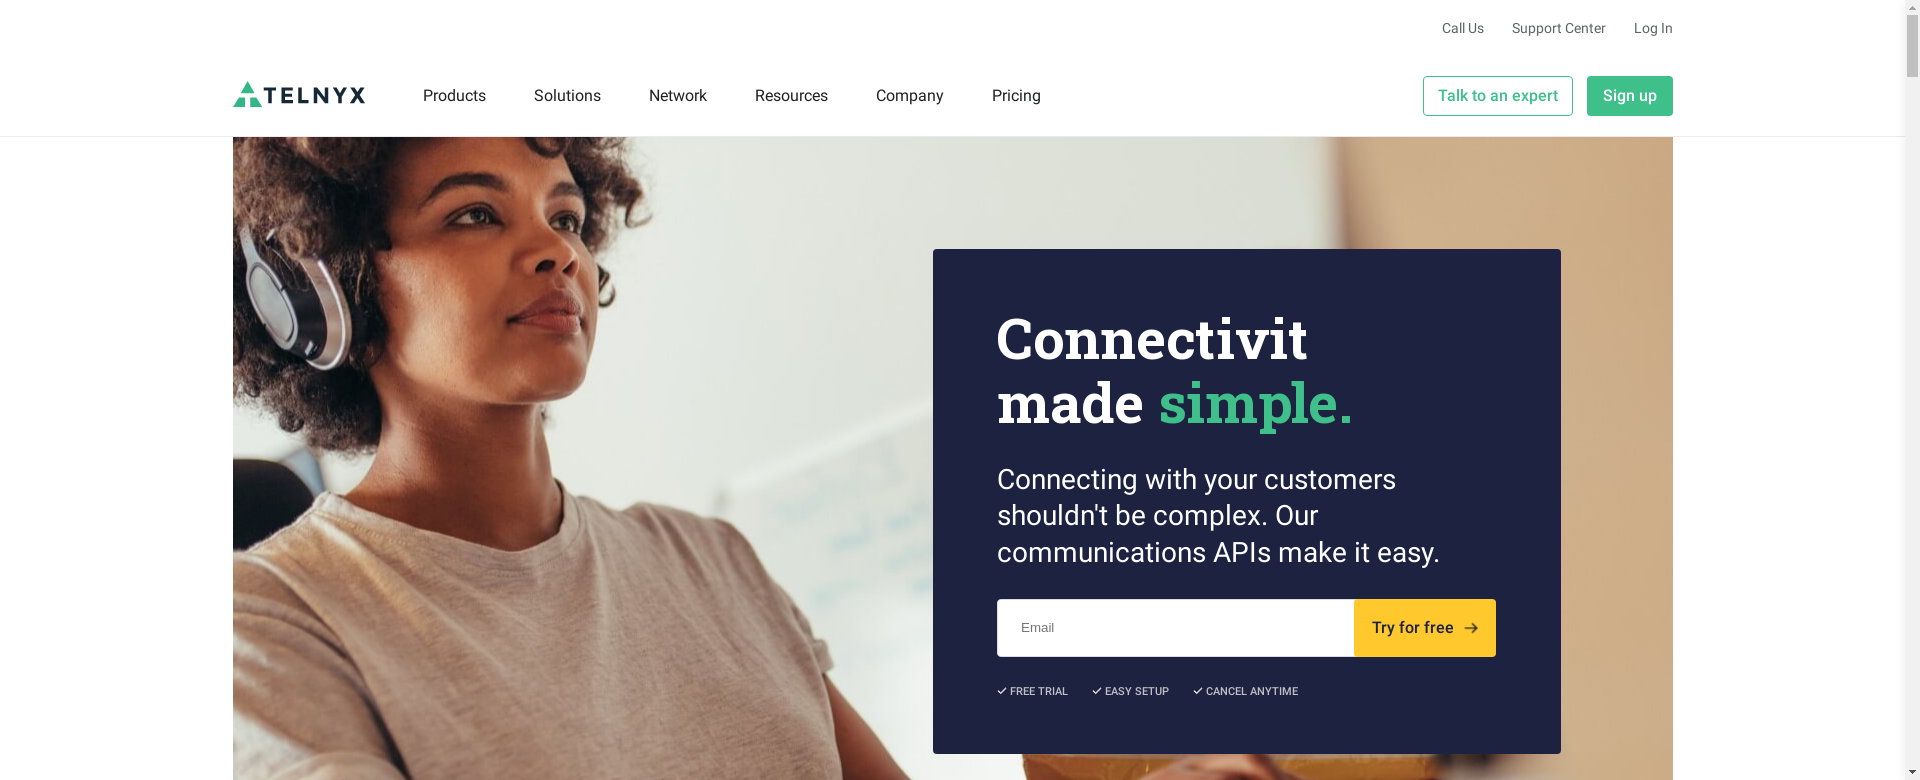 Call Us Support Center Log In
TELNYX Products Solutions Network Resources Company Pricing Talk to an expert Sign up
Connectivit
made simple.
Connecting with your customers
shouldn't be complex. Our
communications APIs make it easy.
Email Try for free
FREE TRIAL EASY SETUP CANCEL ANYTIME